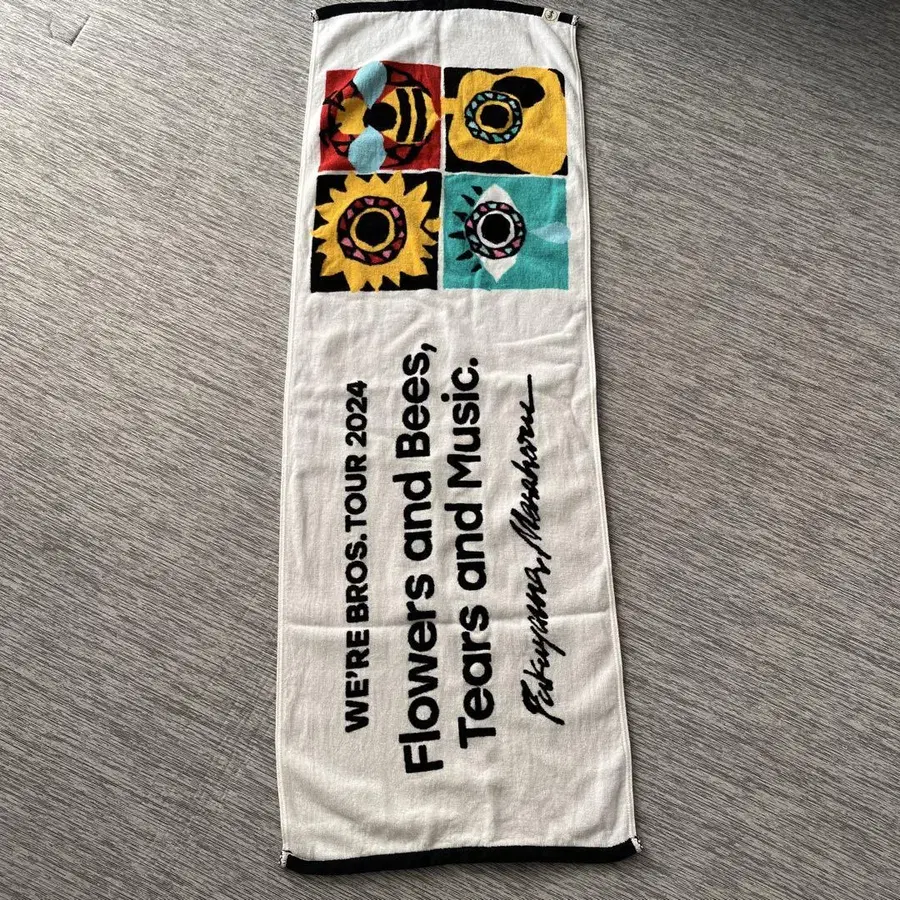 WE'RE BROS. TOUR 2024
Flowers and Bees,
Tears and Music.
Fukuyama, Masaharu